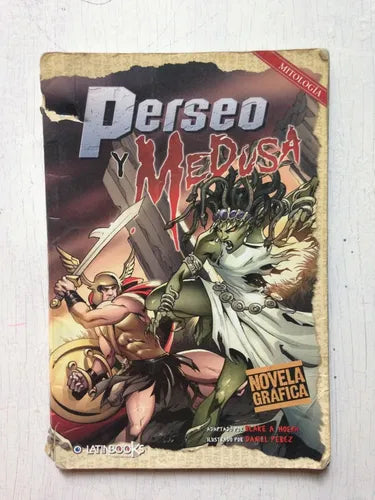 MITOLOGÍA
Perseo
Y MEDUSA
NOVELA
GRÁFICA
ADAPTADO POR BLAKE A. HOENA
ILUSTRADO POR DANIEL PÉREZ
LATINBOOKS